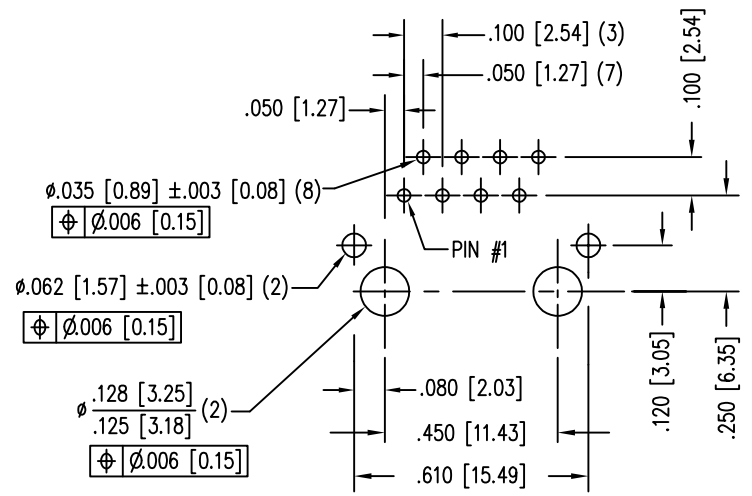 .100 [2.54] (3)
.050 [1.27] (7)
.050 [1.27]
.100 [2.54]
⌀.035 [0.89] ±.003 [0.08] (8)
⌖ ⌀.006 [0.15]
PIN #1
⌀.062 [1.57] ±.003 [0.08] (2)
⌖ ⌀.006 [0.15]
.120 [3.05]
.250 [6.35]
⌀ .128 [3.25]
.125 [3.18] (2)
⌖ ⌀.006 [0.15]
.080 [2.03]
.450 [11.43]
.610 [15.49]